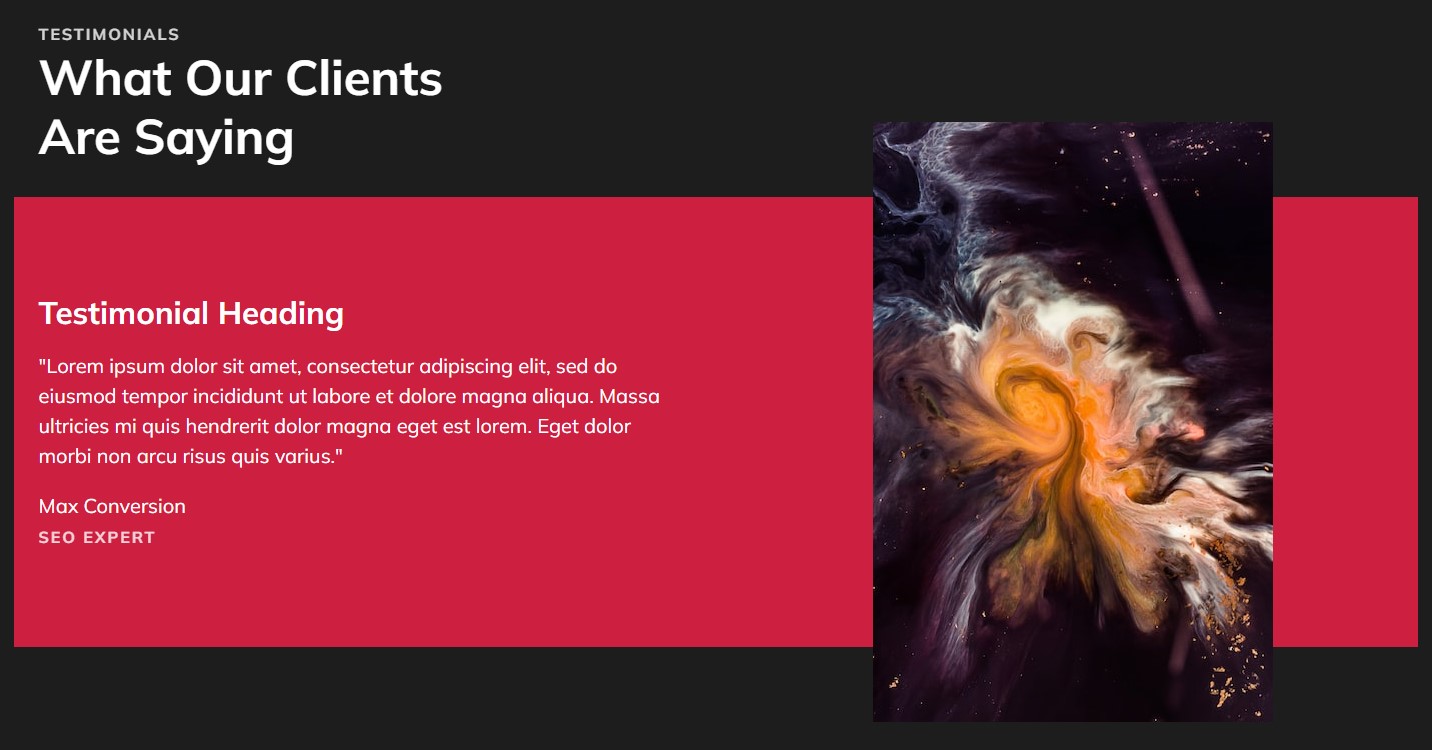 TESTIMONIALS
What Our Clients
Are Saying
Testimonial Heading
"Lorem ipsum dolor sit amet, consectetur adipiscing elit, sed do
eiusmod tempor incididunt ut labore et dolore magna aliqua. Massa
ultricies mi quis hendrerit dolor magna eget est lorem. Eget dolor
morbi non arcu risus quis varius."
Max Conversion
SEO EXPERT